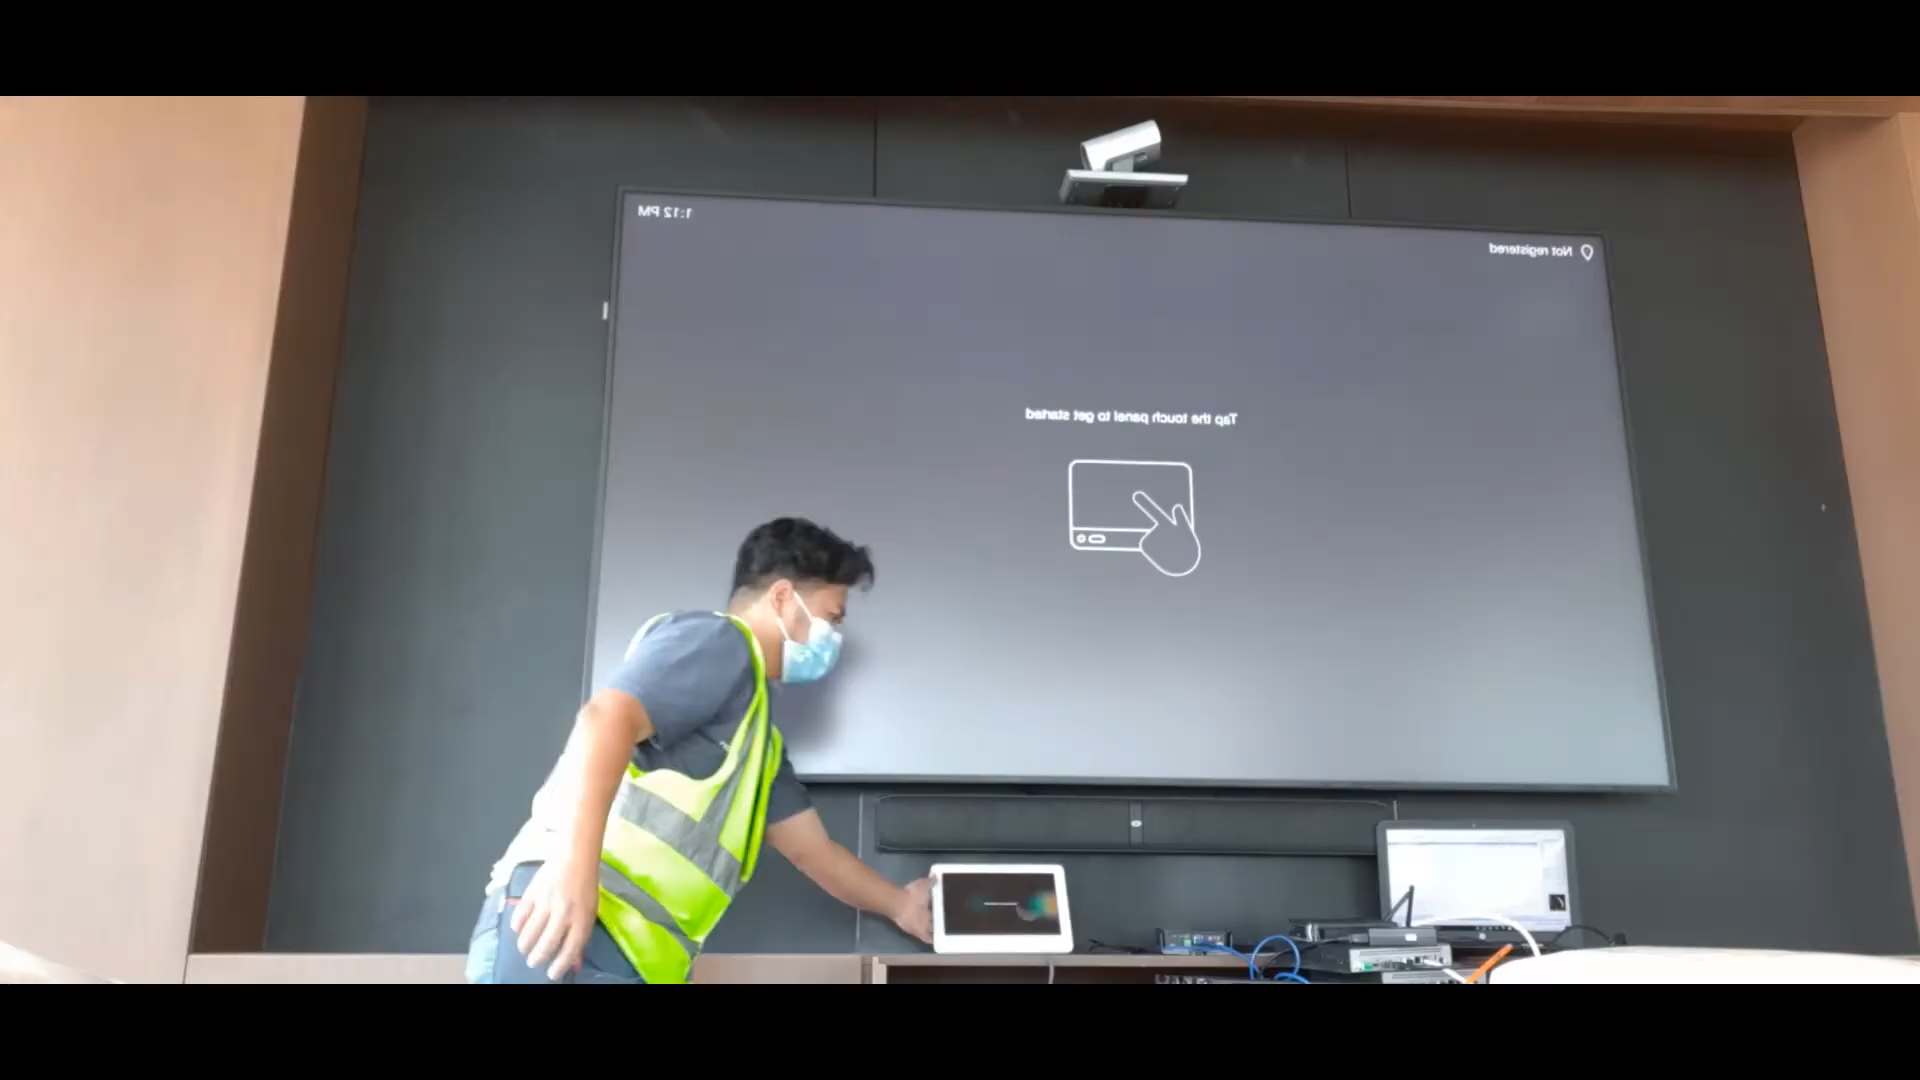 1:12 PM
Not registered
Tap the touch panel to get started